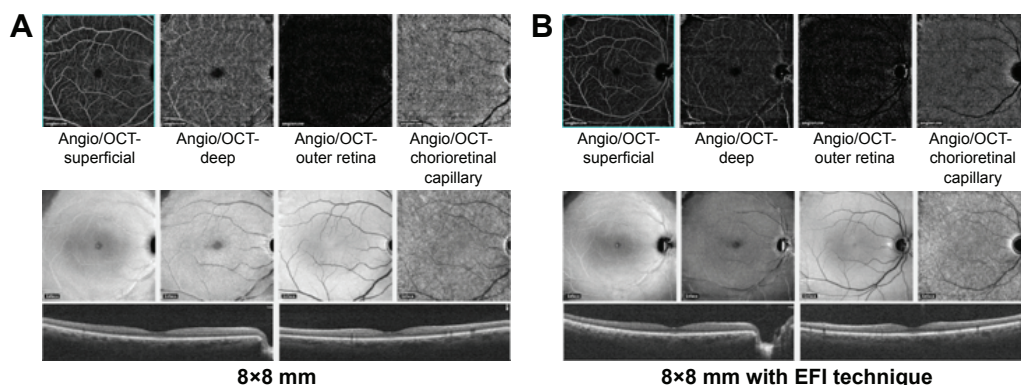 A
B
Angio/OCT-
superficial
Angio/OCT-
deep
Angio/OCT-
outer retina
Angio/OCT-
chorioretinal
capillary
Angio/OCT-
superficial
Angio/OCT-
deep
Angio/OCT-
outer retina
Angio/OCT-
chorioretinal
capillary
8×8 mm
8×8 mm with EFI technique